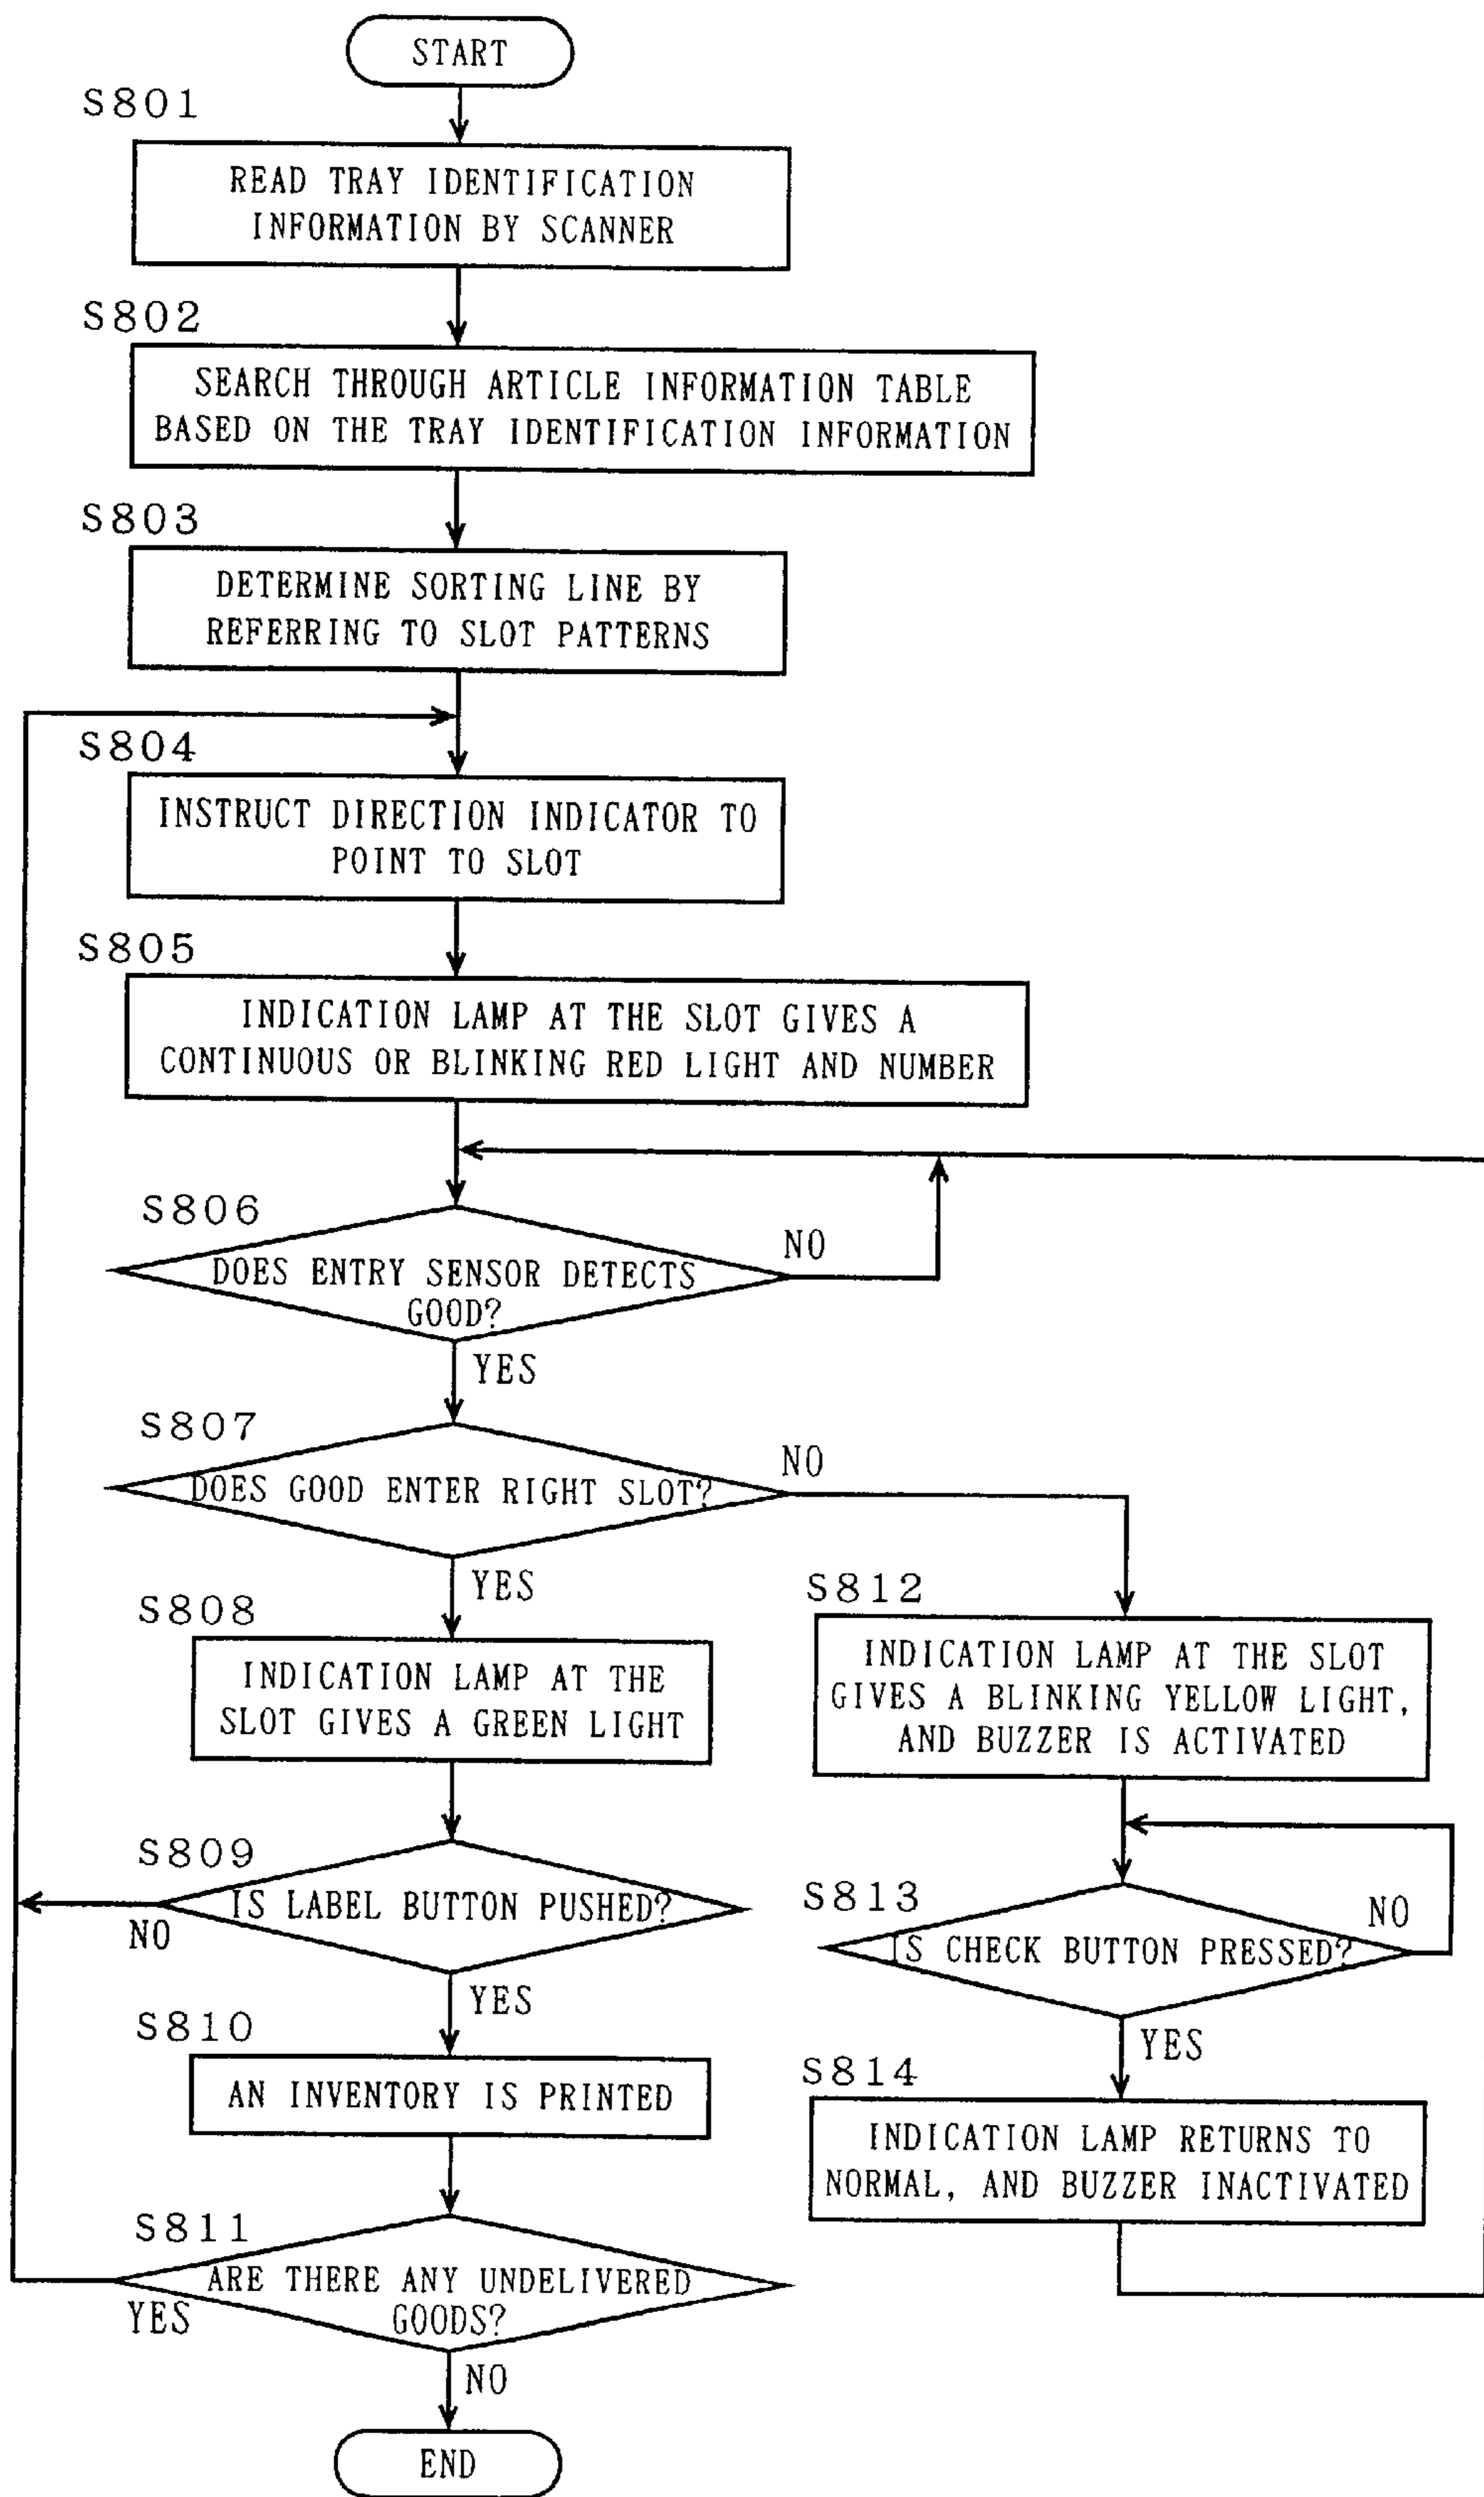 START
S801
READ TRAY IDENTIFICATION
INFORMATION BY SCANNER
S802
SEARCH THROUGH ARTICLE INFORMATION TABLE
BASED ON THE TRAY IDENTIFICATION INFORMATION
S803
DETERMINE SORTING LINE BY
REFERRING TO SLOT PATTERNS
S804
INSTRUCT DIRECTION INDICATOR TO
POINT TO SLOT
S805
INDICATION LAMP AT THE SLOT GIVES A
CONTINUOUS OR BLINKING RED LIGHT AND NUMBER
S806
DOES ENTRY SENSOR DETECTS
GOOD?
NO
YES
S807
DOES GOOD ENTER RIGHT SLOT?
NO
YES
S808
INDICATION LAMP AT THE
SLOT GIVES A GREEN LIGHT
S809
IS LABEL BUTTON PUSHED?
NO
YES
S810
AN INVENTORY IS PRINTED
S811
ARE THERE ANY UNDELIVERED
GOODS?
YES
NO
END
S812
INDICATION LAMP AT THE SLOT
GIVES A BLINKING YELLOW LIGHT,
AND BUZZER IS ACTIVATED
S813
IS CHECK BUTTON PRESSED?
NO
YES
S814
INDICATION LAMP RETURNS TO
NORMAL, AND BUZZER INACTIVATED